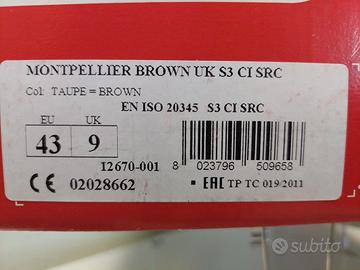 MONTPELLIER BROWN UK S3 CI SRC
Col: TAUPE = BROWN
EN ISO 20345 S3 CI SRC
EU UK
43 9
12670-001
8 023796 509658
CE 02028662
EAC TP TC 019/2011
subito